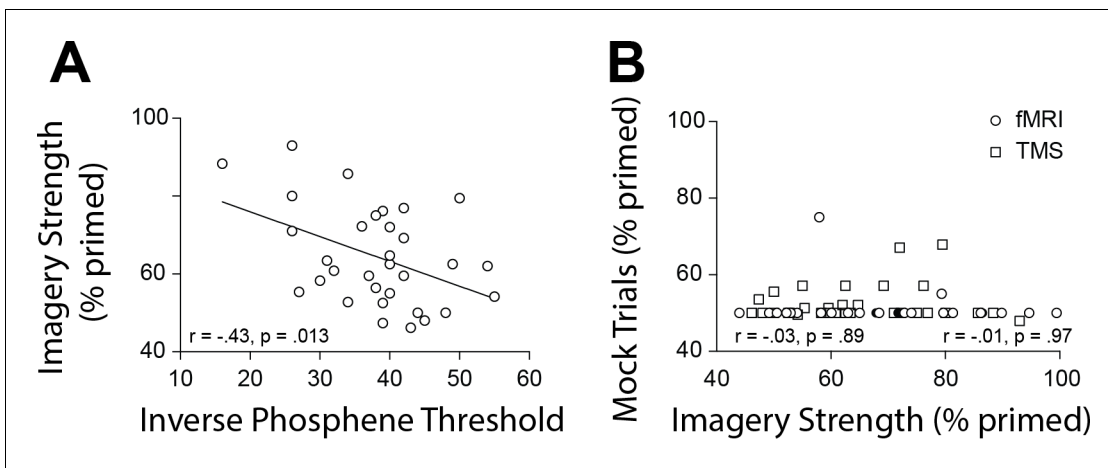 A
Imagery Strength
(% primed)
100
60
40
r = -.43, p = .013
10 20 30 40 50 60
Inverse Phosphene Threshold
B
Mock Trials (% primed)
100
80
60
40
fMRI
TMS
r = -.03, p = .89
r = -.01, p = .97
40 60 80 100
Imagery Strength (% primed)